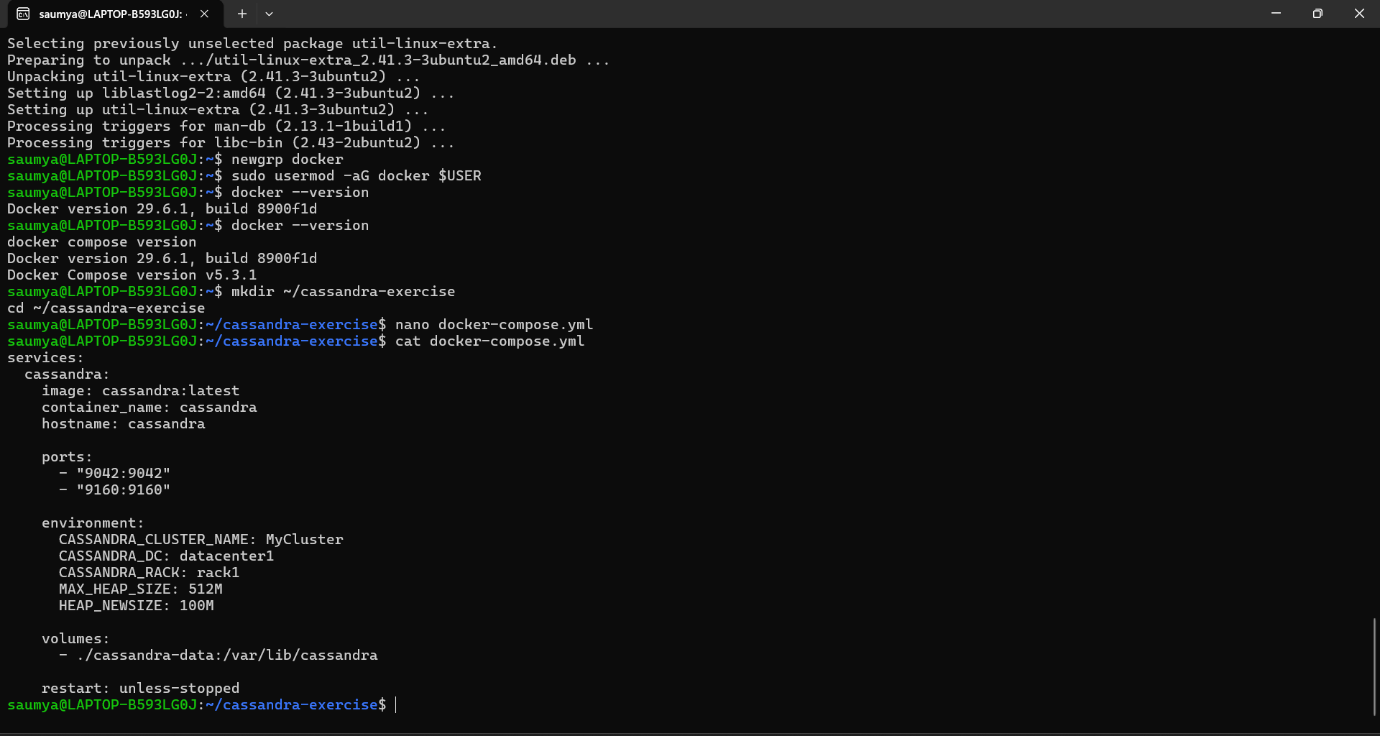 saumya@LAPTOP-B593LG0J: ·
Selecting previously unselected package util-linux-extra.
Preparing to unpack .../util-linux-extra_2.41.3-3ubuntu2_amd64.deb ...
Unpacking util-linux-extra (2.41.3-3ubuntu2) ...
Setting up liblastlog2-2:amd64 (2.41.3-3ubuntu2) ...
Setting up util-linux-extra (2.41.3-3ubuntu2) ...
Processing triggers for man-db (2.13.1-1build1) ...
Processing triggers for libc-bin (2.43-2ubuntu2) ...
saumya@LAPTOP-B593LG0J:~$ newgrp docker
saumya@LAPTOP-B593LG0J:~$ sudo usermod -aG docker $USER
saumya@LAPTOP-B593LG0J:~$ docker --version
Docker version 29.6.1, build 8900f1d
saumya@LAPTOP-B593LG0J:~$ docker --version
docker compose version
Docker version 29.6.1, build 8900f1d
Docker Compose version v5.3.1
saumya@LAPTOP-B593LG0J:~$ mkdir ~/cassandra-exercise
cd ~/cassandra-exercise
saumya@LAPTOP-B593LG0J:~/cassandra-exercise$ nano docker-compose.yml
saumya@LAPTOP-B593LG0J:~/cassandra-exercise$ cat docker-compose.yml
services:
  cassandra:
    image: cassandra:latest
    container_name: cassandra
    hostname: cassandra

    ports:
      - "9042:9042"
      - "9160:9160"

    environment:
      CASSANDRA_CLUSTER_NAME: MyCluster
      CASSANDRA_DC: datacenter1
      CASSANDRA_RACK: rack1
      MAX_HEAP_SIZE: 512M
      HEAP_NEWSIZE: 100M

    volumes:
      - ./cassandra-data:/var/lib/cassandra

    restart: unless-stopped
saumya@LAPTOP-B593LG0J:~/cassandra-exercise$